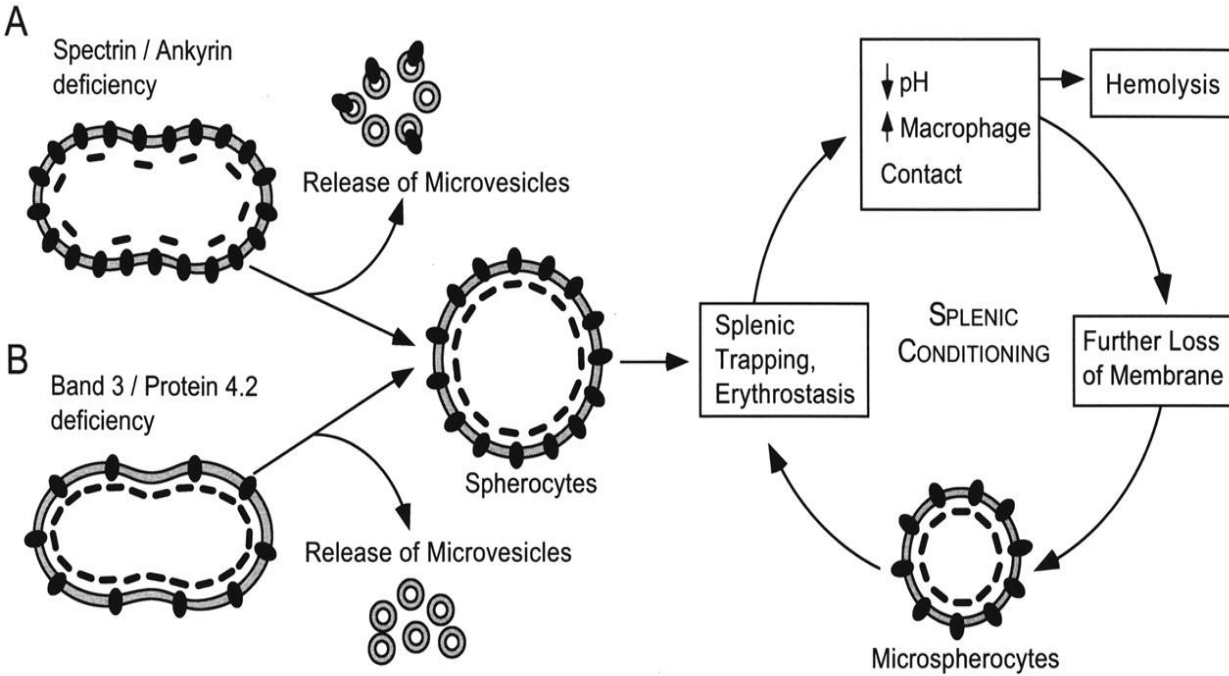 A
Spectrin / Ankyrin
deficiency
Release of Microvesicles
B
Band 3 / Protein 4.2
deficiency
Release of Microvesicles
Spherocytes
Splenic
Trapping,
Erythrostasis
↓ pH
↑ Macrophage
Contact
Hemolysis
SPLENIC
CONDITIONING
Further Loss
of Membrane
Microspherocytes